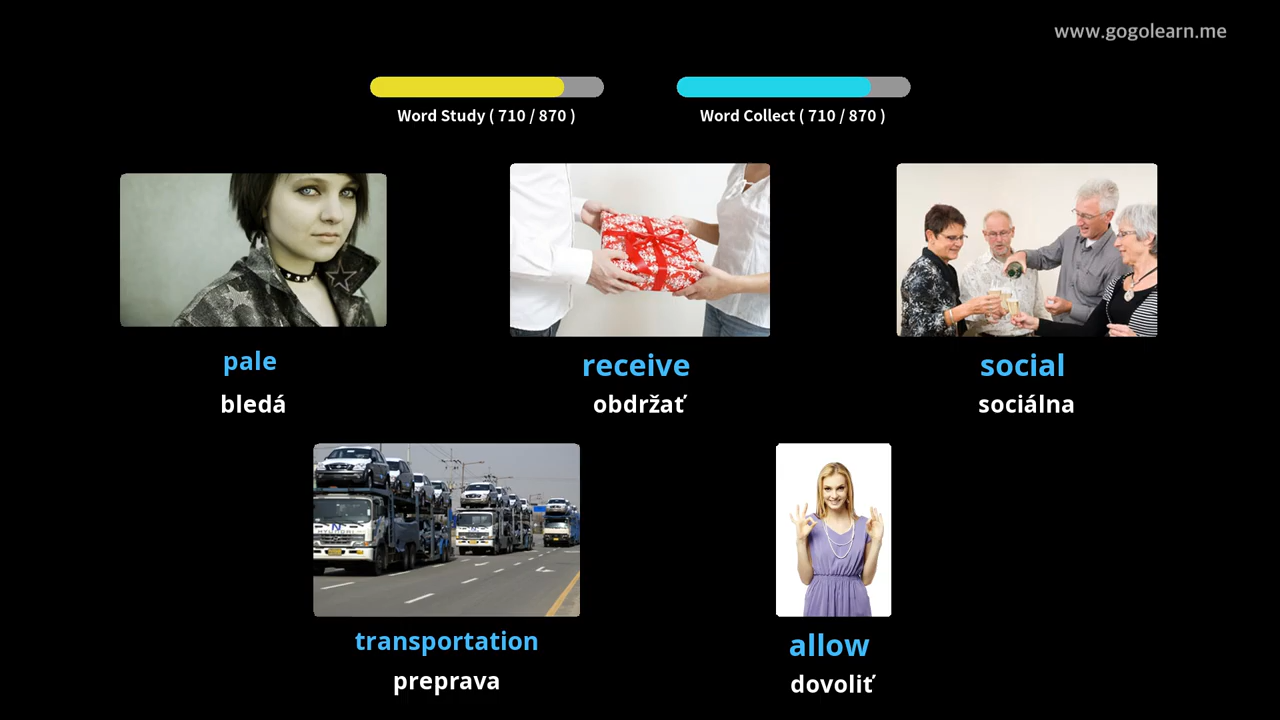 www.gogolearn.me
Word Study ( 710 / 870 )
Word Collect ( 710 / 870 )
pale
receive
social
bledá
obdržať
sociálna
transportation
allow
preprava
dovoliť